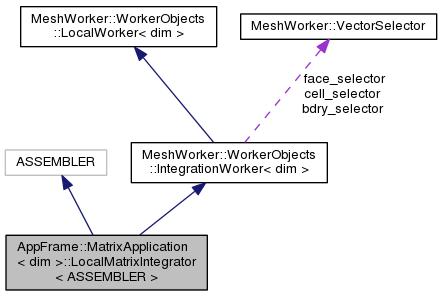 MeshWorker::WorkerObjects
::LocalWorker< dim >
MeshWorker::VectorSelector
face_selector
cell_selector
bdry_selector
ASSEMBLER
MeshWorker::WorkerObjects
::IntegrationWorker< dim >
AppFrame::MatrixApplication
< dim >::LocalMatrixIntegrator
< ASSEMBLER >